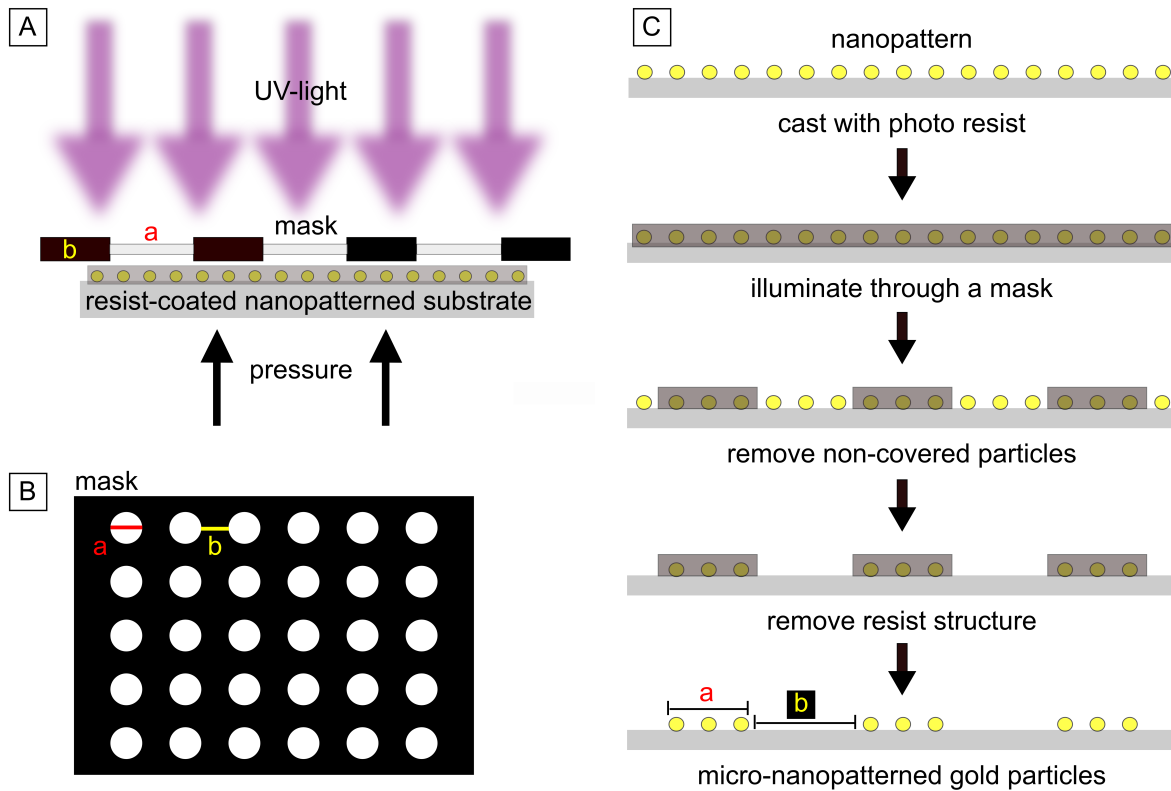 A
UV-light
mask
a
b
resist-coated nanopatterned substrate
pressure
B
mask
a
b
C
nanopattern
cast with photo resist
illuminate through a mask
remove non-covered particles
remove resist structure
a
b
micro-nanopatterned gold particles